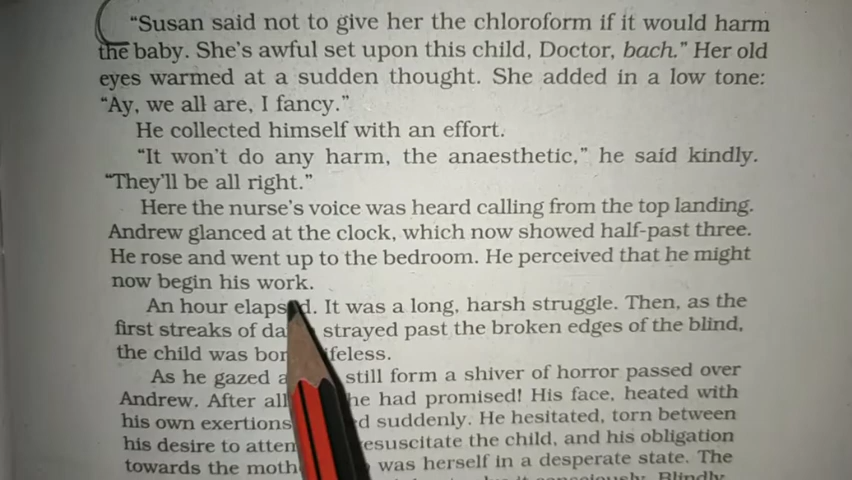 “Susan said not to give her the chloroform if it would harm
the baby. She’s awful set upon this child, Doctor, bach.” Her old
eyes warmed at a sudden thought. She added in a low tone:
“Ay, we all are, I fancy.”
He collected himself with an effort.
“It won’t do any harm, the anaesthetic,” he said kindly.
“They’ll be all right.”
Here the nurse’s voice was heard calling from the top landing.
Andrew glanced at the clock, which now showed half-past three.
He rose and went up to the bedroom. He perceived that he might
now begin his work.
An hour elapsed. It was a long, harsh struggle. Then, as the
first streaks of strayed past the broken edges of the blind,
the child was
As he gazed still form a shiver of horror passed over
Andrew. After all he had promised! His face, heated with
his own exertions suddenly. He hesitated, torn between
his desire to resuscitate the child, and his obligation
towards the was herself in a desperate state. The
Blindly